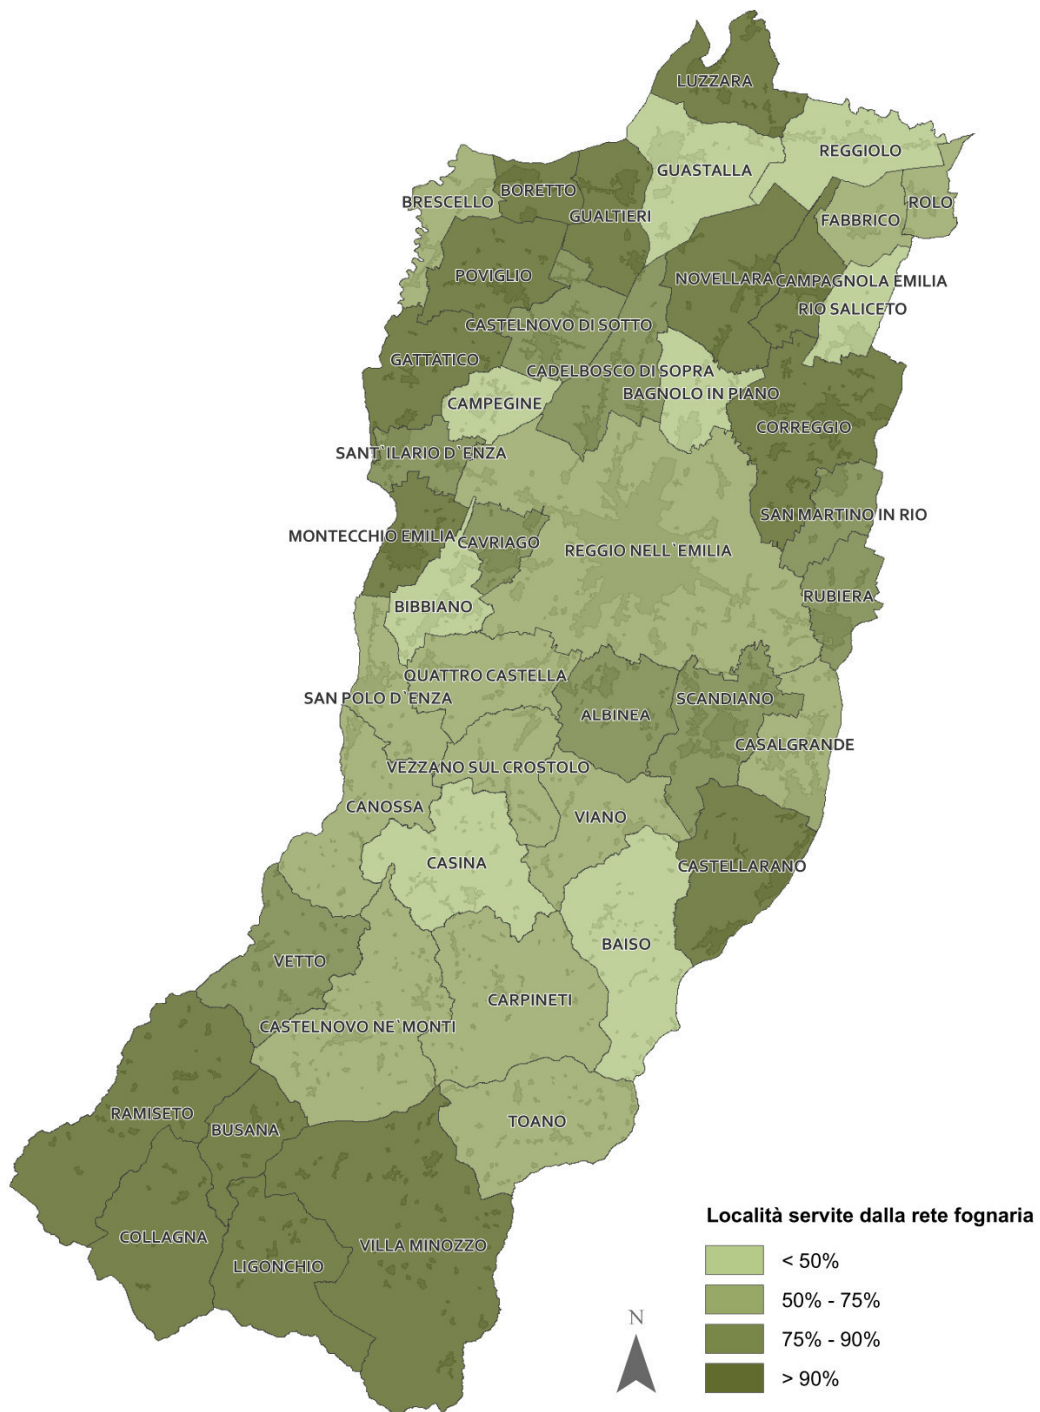 LUZZARA
REGGIOLO
GUASTALLA
BORETTO
BRESCELLO
ROLO
GUALTIERI
FABBRICO
POVIGLIO
NOVELLARA
CAMPAGNOLA EMILIA
RIO SALICETO
CASTELNOVO DI SOTTO
GATTATICO
CADELBOSCO DI SOPRA
BAGNOLO IN PIANO
CAMPEGINE
CORREGGIO
SANT`ILARIO D`ENZA
SAN MARTINO IN RIO
MONTECCHIO EMILIA
CAVRIAGO
REGGIO NELL`EMILIA
RUBIERA
BIBBIANO
QUATTRO CASTELLA
SAN POLO D`ENZA
SCANDIANO
ALBINEA
CASALGRANDE
VEZZANO SUL CROSTOLO
CANOSSA
VIANO
CASINA
CASTELLARANO
BAISO
VETTO
CARPINETI
CASTELNOVO NE`MONTI
RAMISETO
TOANO
BUSANA
COLLAGNA
VILLA MINOZZO
LIGONCHIO
Località servite dalla rete fognaria
< 50%
50% - 75%
75% - 90%
> 90%
N